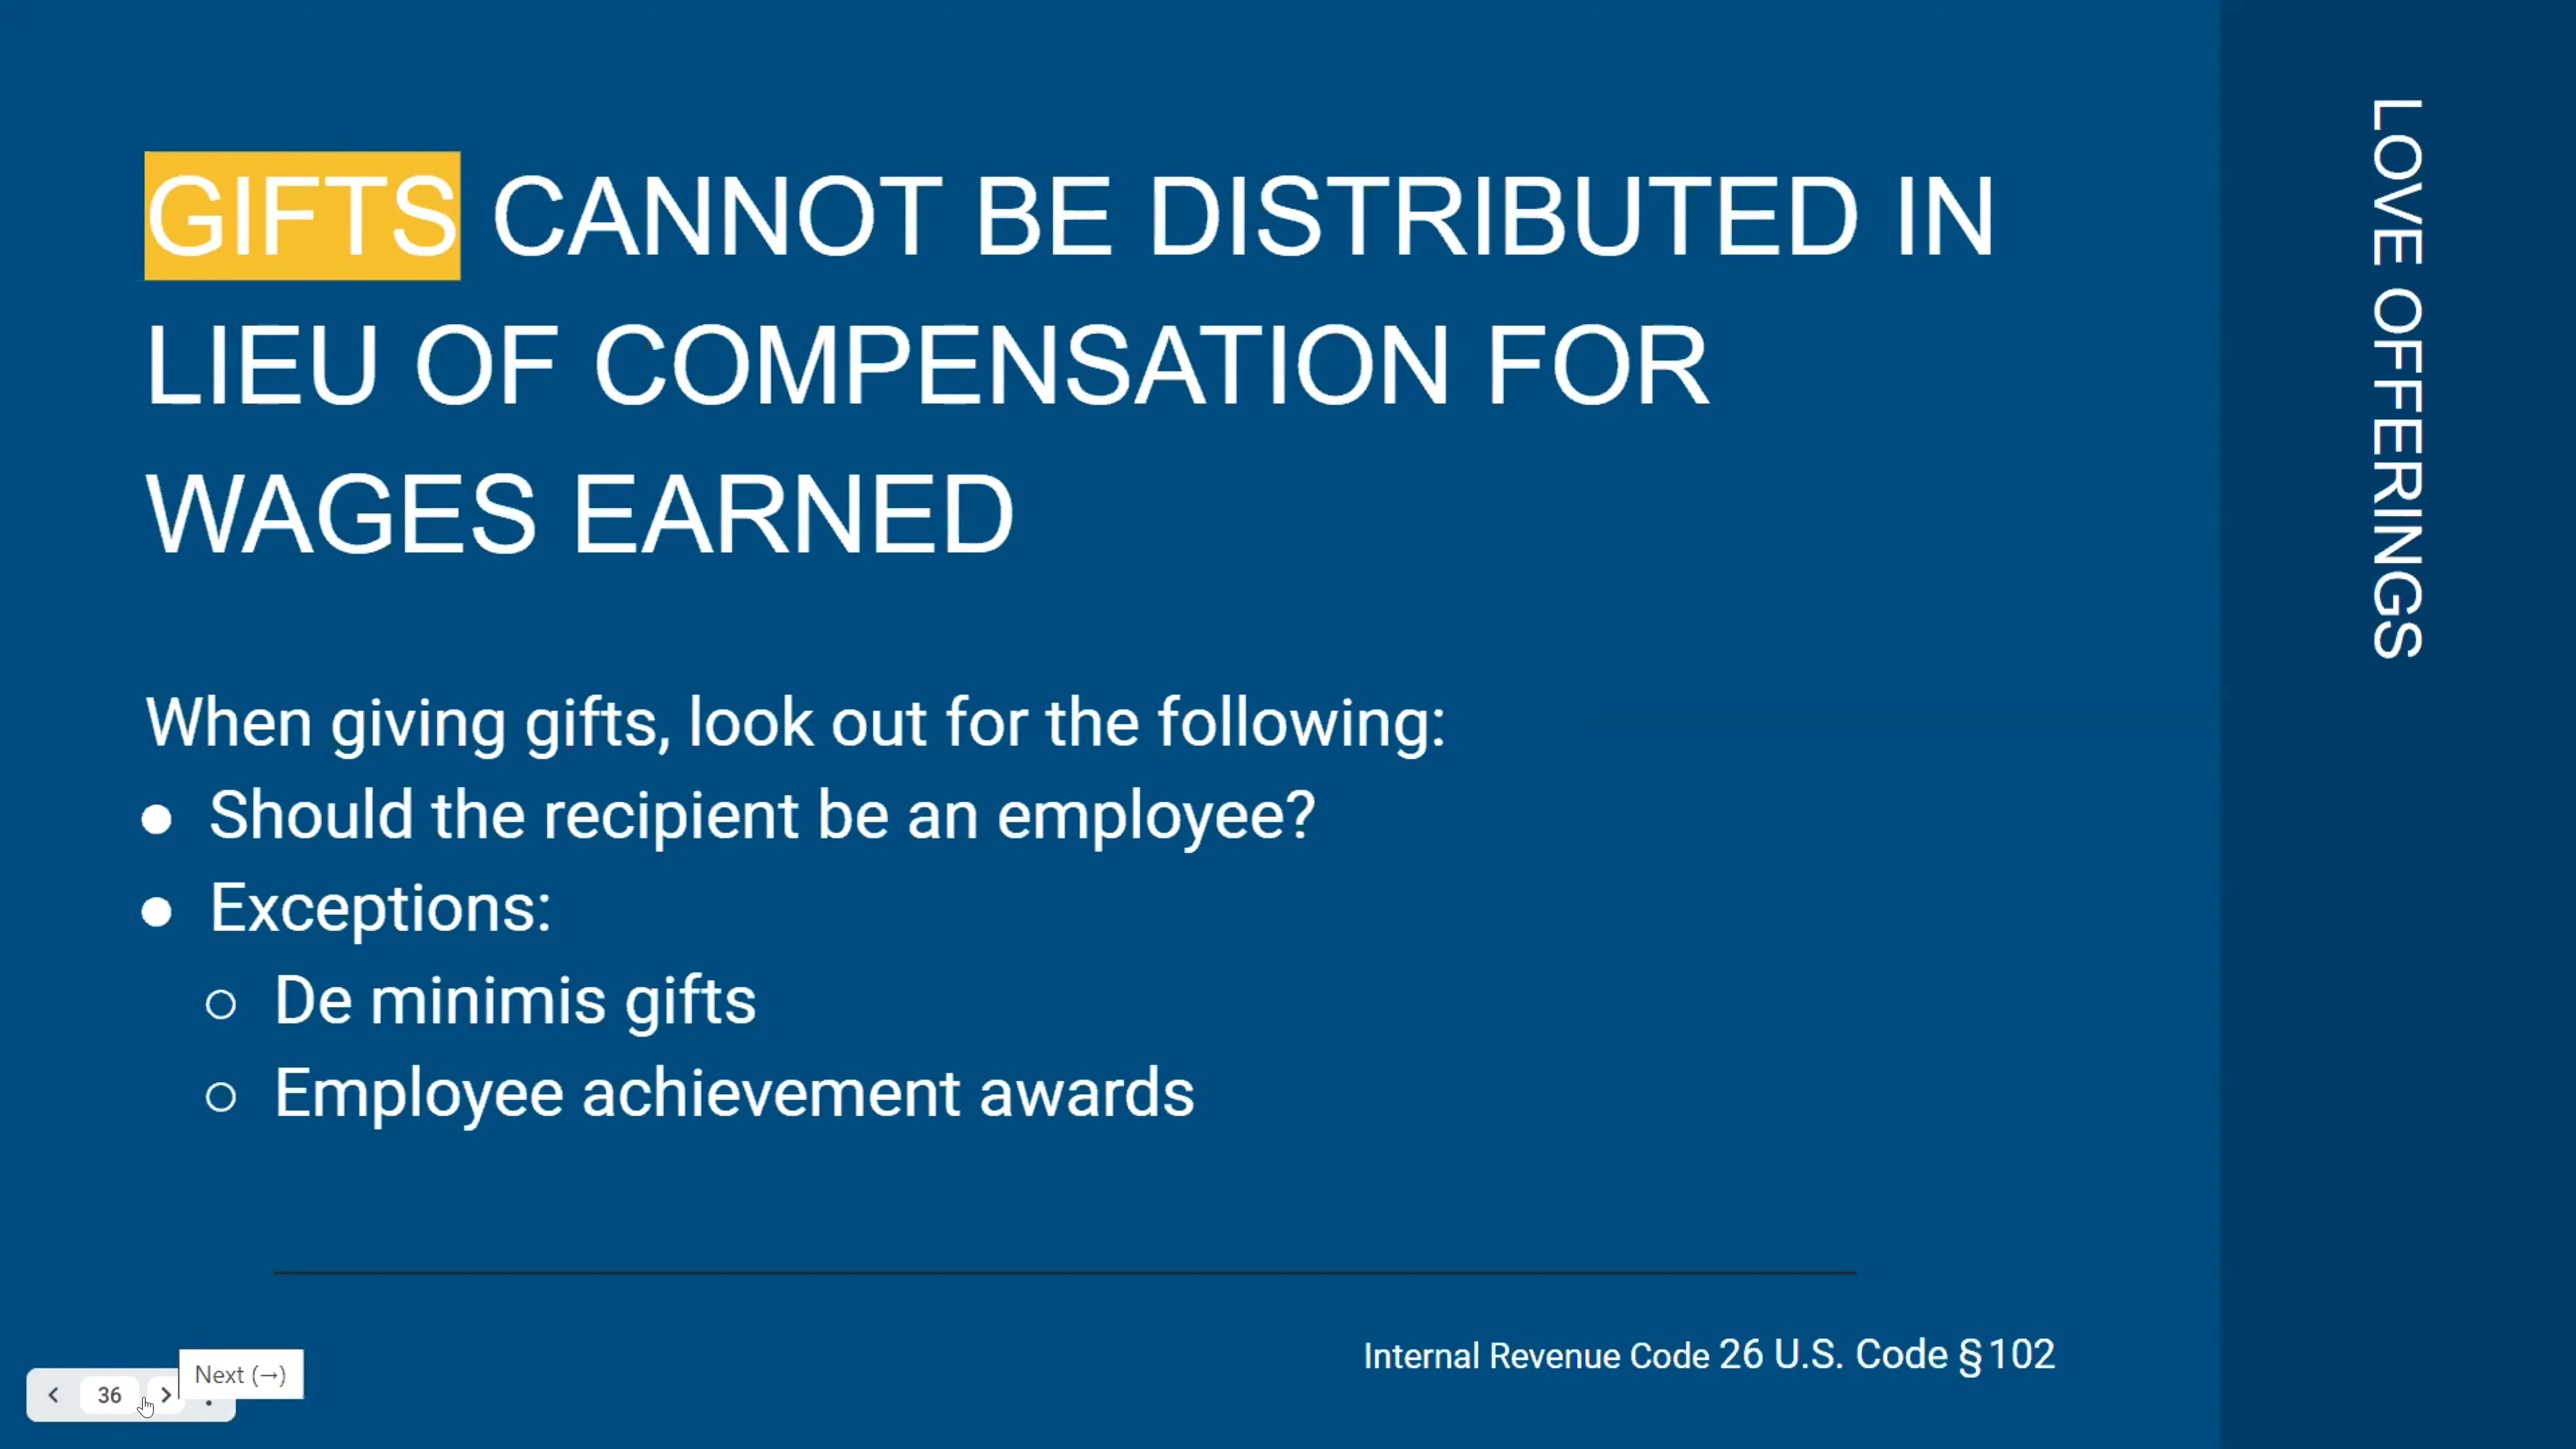 GIFTS CANNOT BE DISTRIBUTED IN
LIEU OF COMPENSATION FOR
WAGES EARNED
When giving gifts, look out for the following:
● Should the recipient be an employee?
● Exceptions:
○ De minimis gifts
○ Employee achievement awards
Internal Revenue Code 26 U.S. Code § 102
LOVE OFFERINGS
Next (→)
36